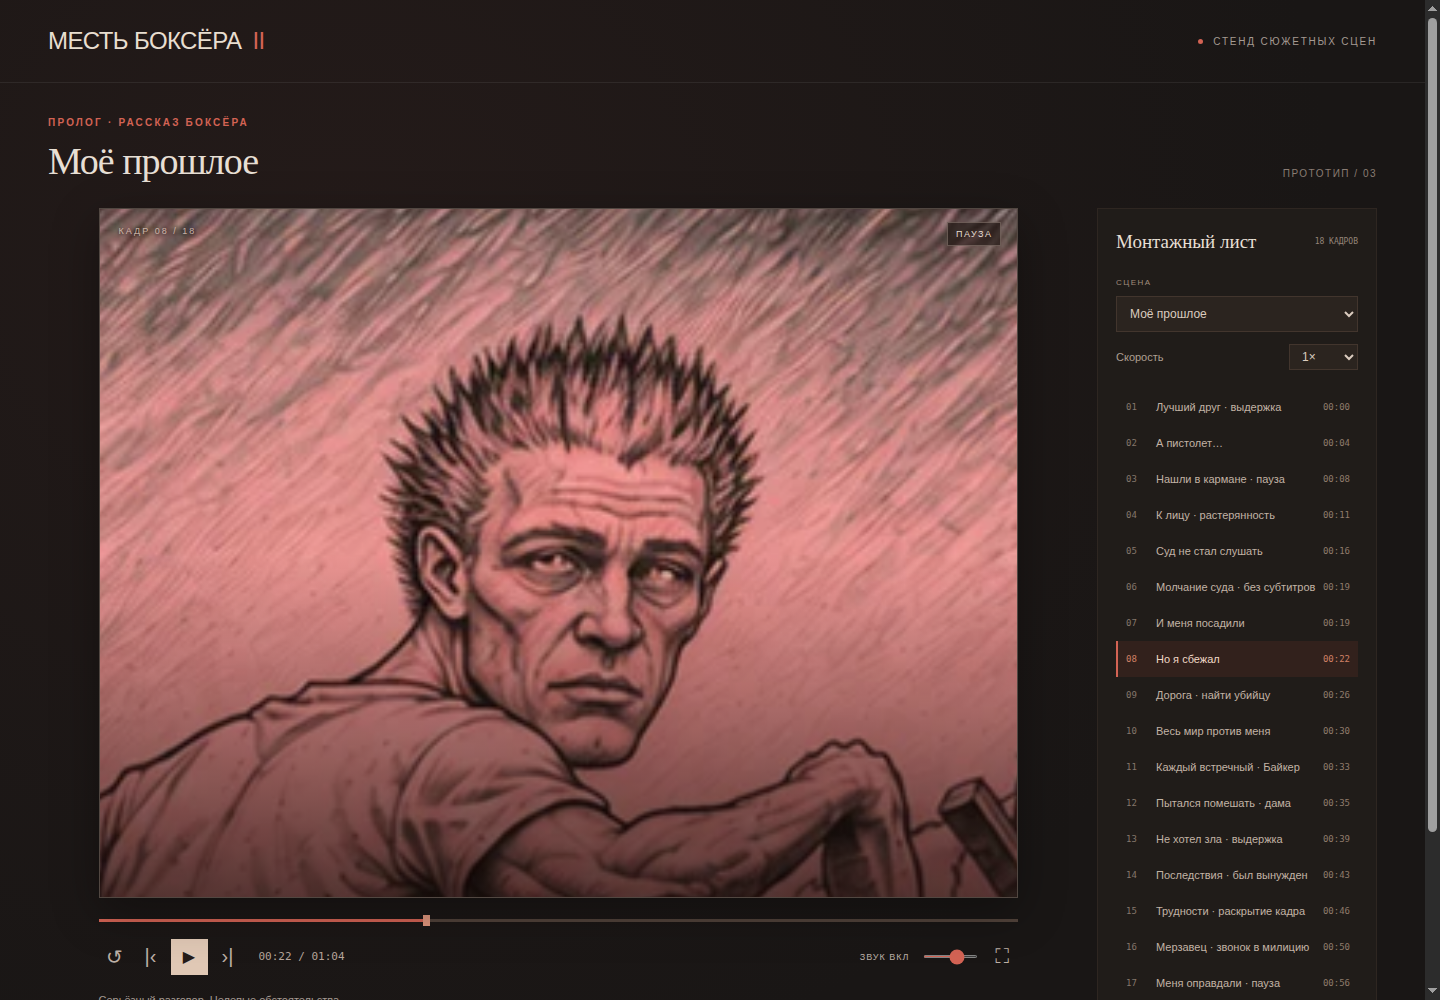 МЕСТЬ БОКСЁРА II
СТЕНД СЮЖЕТНЫХ СЦЕН
ПРОЛОГ · РАССКАЗ БОКСЁРА
Моё прошлое
ПРОТОТИП / 03
КАДР 08 / 18
ПАУЗА
00:22 / 01:04
ЗВУК ВКЛ
Серьёзный разговор. Нелепые обстоятельства.
Монтажный лист
18 КАДРОВ
СЦЕНА
Моё прошлое
Скорость
1×
01 Лучший друг · выдержка 00:00
02 А пистолет… 00:04
03 Нашли в кармане · пауза 00:08
04 К лицу · растерянность 00:11
05 Суд не стал слушать 00:16
06 Молчание суда · без субтитров 00:19
07 И меня посадили 00:19
08 Но я сбежал 00:22
09 Дорога · найти убийцу 00:26
10 Весь мир против меня 00:30
11 Каждый встречный · Байкер 00:33
12 Пытался помешать · дама 00:35
13 Не хотел зла · выдержка 00:39
14 Последствия · был вынужден 00:43
15 Трудности · раскрытие кадра 00:46
16 Мерзавец · звонок в милицию 00:50
17 Меня оправдали · пауза 00:56